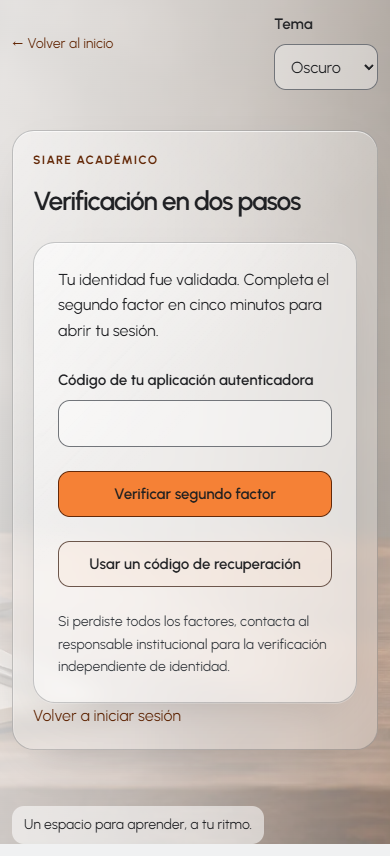 Tema
← Volver al inicio
Oscuro
SIARE ACADÉMICO
Verificación en dos pasos
Tu identidad fue validada. Completa el
segundo factor en cinco minutos para
abrir tu sesión.
Código de tu aplicación autenticadora
Verificar segundo factor
Usar un código de recuperación
Si perdiste todos los factores, contacta al
responsable institucional para la verificación
independiente de identidad.
Volver a iniciar sesión
Un espacio para aprender, a tu ritmo.